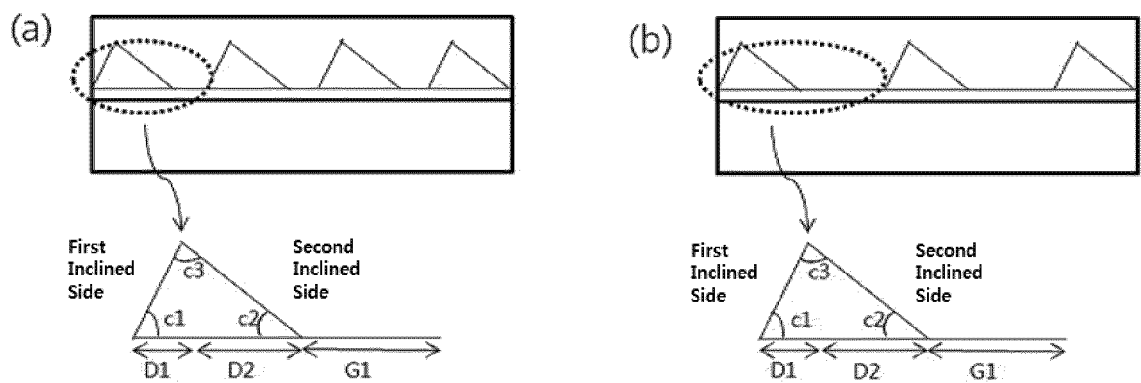 (a)
First
Inclined
Side
Second
Inclined
Side
c3
c1
c2
D1
D2
G1
(b)
First
Inclined
Side
Second
Inclined
Side
c3
c1
c2
D1
D2
G1